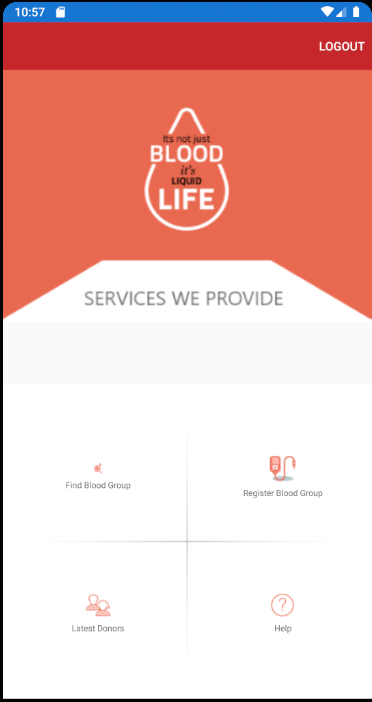 10:57
LOGOUT
It's not just
BLOOD
it's
LIQUID
LIFE
SERVICES WE PROVIDE
Find Blood Group
Register Blood Group
Latest Donors
?
Help